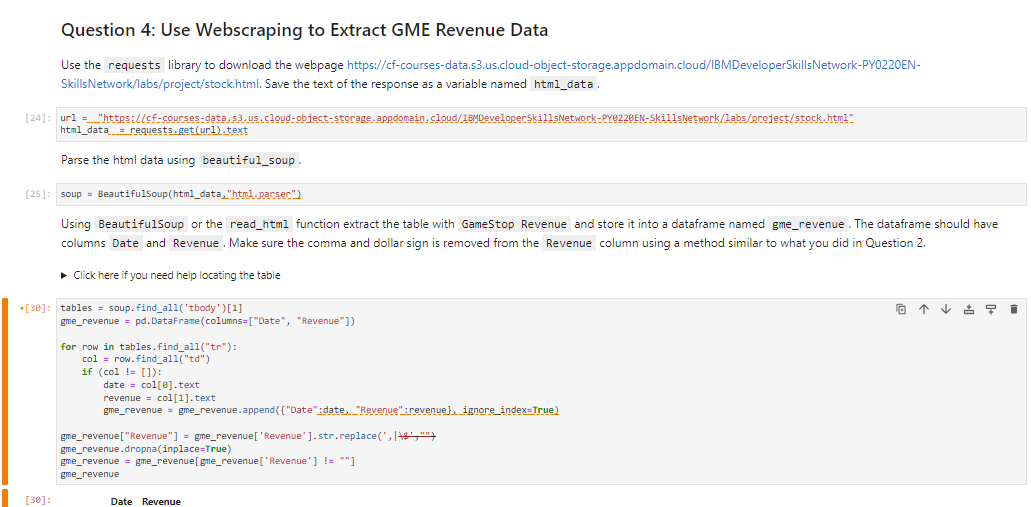 Question 4: Use Webscraping to Extract GME Revenue Data
Use the requests library to download the webpage https://cf-courses-data.s3.us.cloud-object-storage.appdomain.cloud/IBMDeveloperSkillsNetwork-PY0220EN-
SkillsNetwork/labs/project/stock.html. Save the text of the response as a variable named html_data.
[24]: url = "https://cf-courses-data.s3.us.cloud-object-storage.appdomain.cloud/IBMDeveloperSkillsNetwork-PY0220EN-SkillsNetwork/labs/project/stock.html"
html_data = requests.get(url).text
Parse the html data using beautiful_soup.
[25]: soup = BeautifulSoup(html_data,"html.parser")
Using BeautifulSoup or the read_html function extract the table with GameStop Revenue and store it into a dataframe named gme_revenue. The dataframe should have
columns Date and Revenue. Make sure the comma and dollar sign is removed from the Revenue column using a method similar to what you did in Question 2.
▶ Click here if you need help locating the table
•[30]: tables = soup.find_all('tbody')[1]
gme_revenue = pd.DataFrame(columns=["Date", "Revenue"])
for row in tables.find_all("tr"):
    col = row.find_all("td")
    if (col != []):
        date = col[0].text
        revenue = col[1].text
        gme_revenue = gme_revenue.append({"Date":date, "Revenue":revenue}, ignore_index=True)
gme_revenue["Revenue"] = gme_revenue['Revenue'].str.replace(',|\$',"")
gme_revenue.dropna(inplace=True)
gme_revenue = gme_revenue[gme_revenue['Revenue'] != ""]
gme_revenue
[30]: Date Revenue